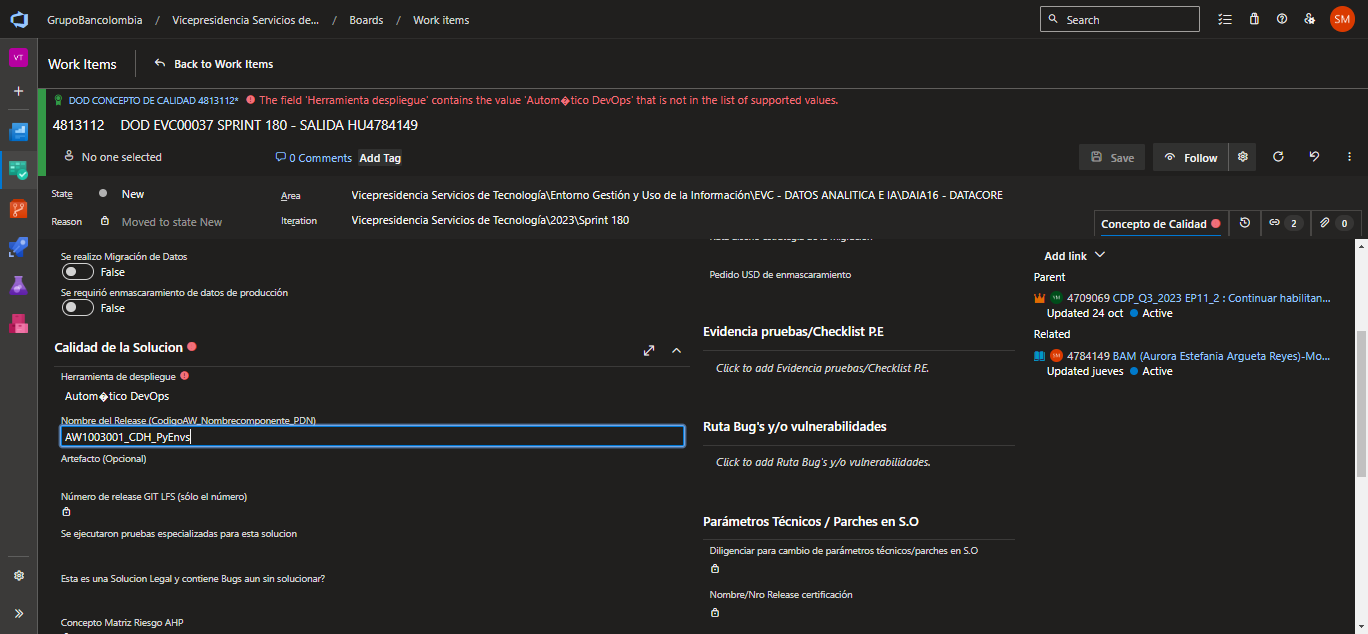 GrupoBancolombia / Vicepresidencia Servicios de... / Boards / Work items
Search
SM
VT
Work Items
Back to Work Items
DOD CONCEPTO DE CALIDAD 4813112*
The field 'Herramienta despliegue' contains the value 'Autom�tico DevOps' that is not in the list of supported values.
4813112 DOD EVC00037 SPRINT 180 - SALIDA HU4784149
No one selected
0 Comments
Add Tag
Save
Follow
State
New
Area
Vicepresidencia Servicios de Tecnología\Entorno Gestión y Uso de la Información\EVC - DATOS ANALITICA E IA\DAIA16 - DATACORE
Reason
Moved to state New
Iteration
Vicepresidencia Servicios de Tecnología\2023\Sprint 180
Concepto de Calidad
2
0
Se realizo Migración de Datos
False
Se requirió enmascaramiento de datos de producción
False
Calidad de la Solucion
Herramienta de despliegue
Autom�tico DevOps
Nombre del Release (CodigoAW_Nombrecomponente_PDN)
AW1003001_CDH_PyEnvs
Artefacto (Opcional)
Número de release GIT LFS (sólo el número)
Se ejecutaron pruebas especializadas para esta solucion
Esta es una Solucion Legal y contiene Bugs aun sin solucionar?
Concepto Matriz Riesgo AHP
Ruta diseño estrategia de la migración
Pedido USD de enmascaramiento
Evidencia pruebas/Checklist P.E
Click to add Evidencia pruebas/Checklist P.E.
Ruta Bug's y/o vulnerabilidades
Click to add Ruta Bug's y/o vulnerabilidades.
Parámetros Técnicos / Parches en S.O
Diligenciar para cambio de parámetros técnicos/parches en S.O
Nombre/Nro Release certificación
Add link
Parent
4709069 CDP_Q3_2023 EP11_2 : Continuar habilitan...
Updated 24 oct
Active
Related
4784149 BAM (Aurora Estefania Argueta Reyes)-Mo...
Updated jueves
Active